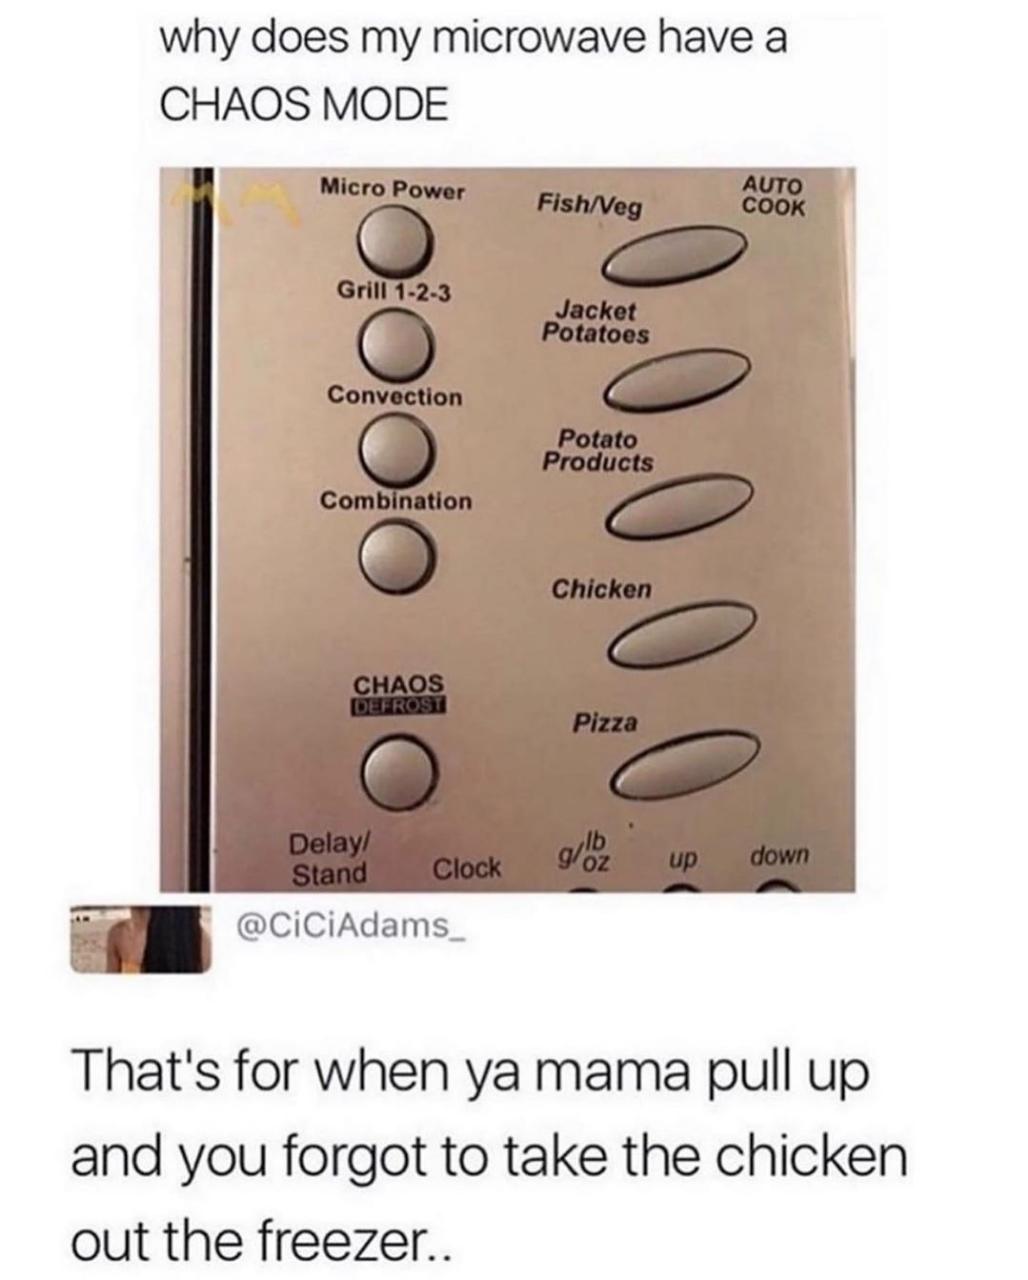 why does my microwave have a
CHAOS MODE
Micro Power
Fish/Veg
AUTO
COOK
Grill 1-2-3
Jacket
Potatoes
Convection
Potato
Products
Combination
Chicken
CHAOS
DEFROST
Pizza
Delay/
Stand
Clock
g/lb
oz
up
down
@CiCiAdams_
That's for when ya mama pull up
and you forgot to take the chicken
out the freezer..